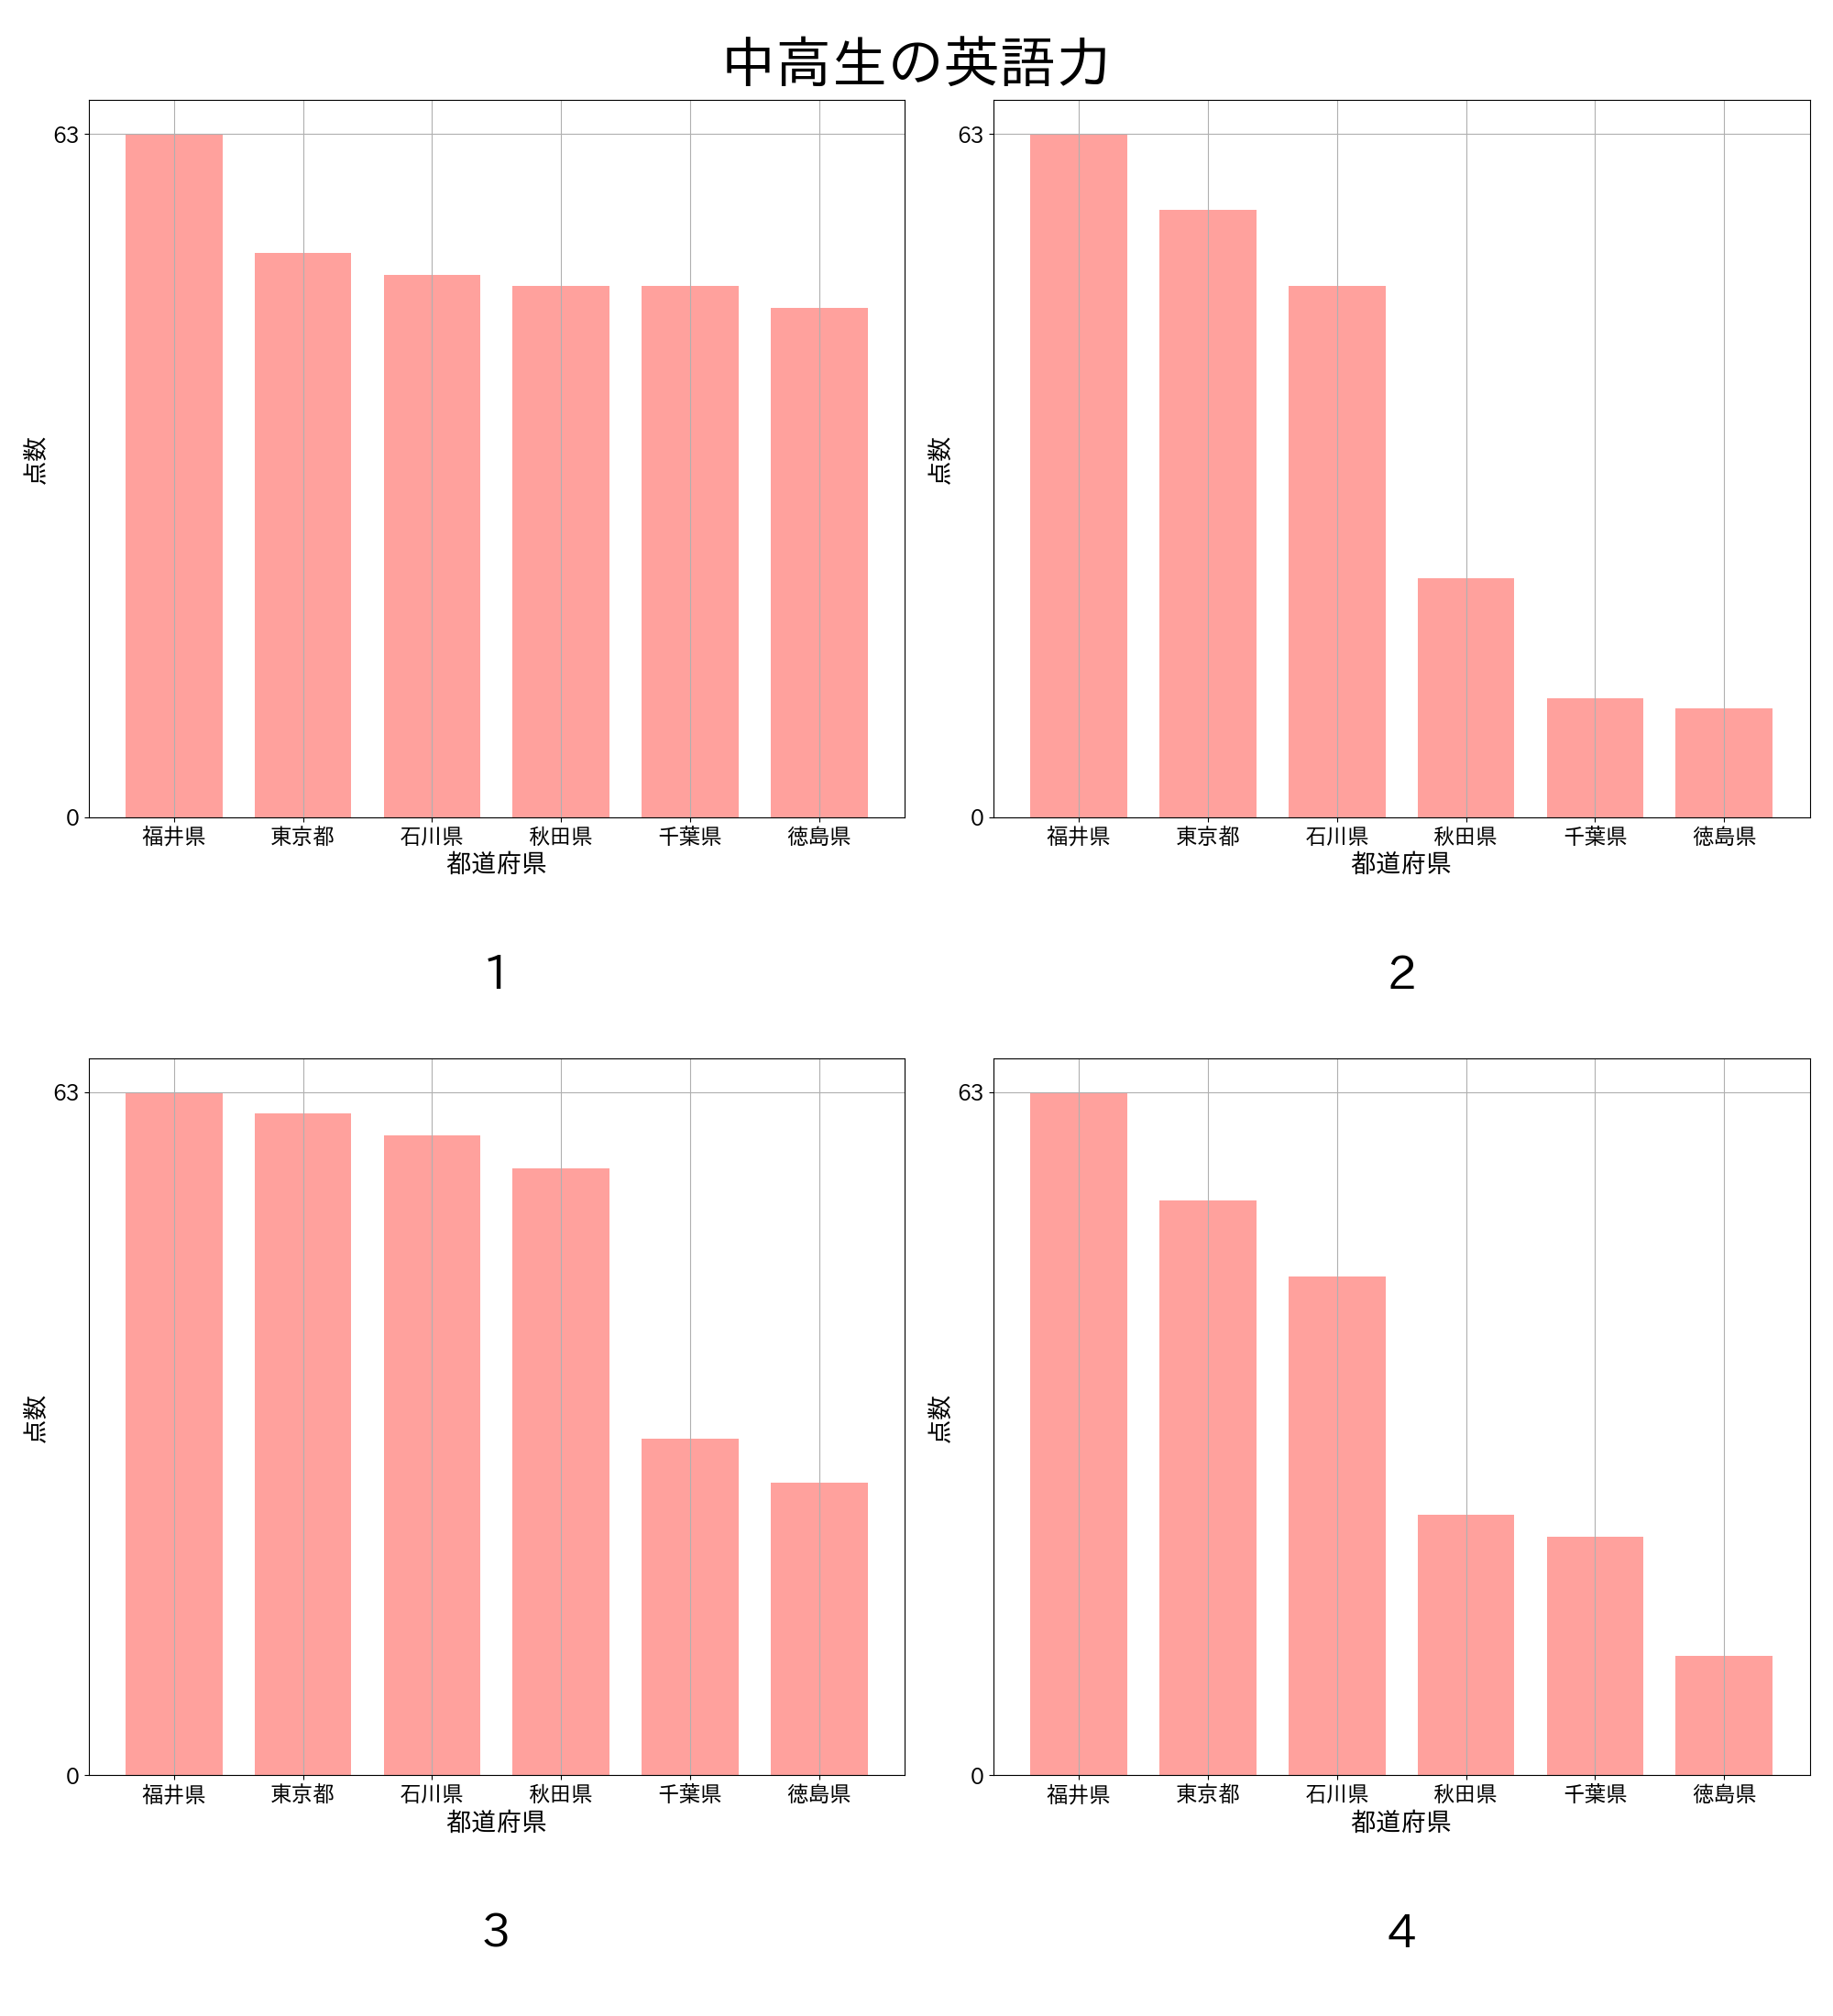 中高生の英語力
63
0
点数
福井県 東京都 石川県 秋田県 千葉県 徳島県
都道府県
1
63
0
点数
福井県 東京都 石川県 秋田県 千葉県 徳島県
都道府県
2
63
0
点数
福井県 東京都 石川県 秋田県 千葉県 徳島県
都道府県
3
63
0
点数
福井県 東京都 石川県 秋田県 千葉県 徳島県
都道府県
4